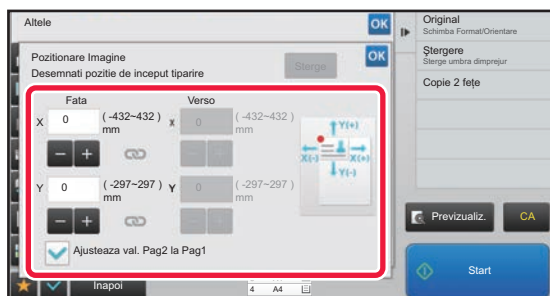 Altele
OK
Original
Schimba Format/Orientare
Pozitionare Imagine
Desemnati pozitie de inceput tiparire
Sterge
OK
Ștergere
Sterge umbra dimprejur
Copie 2 fețe
Fata
Verso
X 0 (-432~432) mm
X 0 (-432~432) mm
Y(+)
X(-) X(+)
Y(-)
Y 0 (-297~297) mm
Y 0 (-297~297) mm
Previzualiz.
CA
Ajusteaza val. Pag2 la Pag1
Inapoi
4 A4
Start